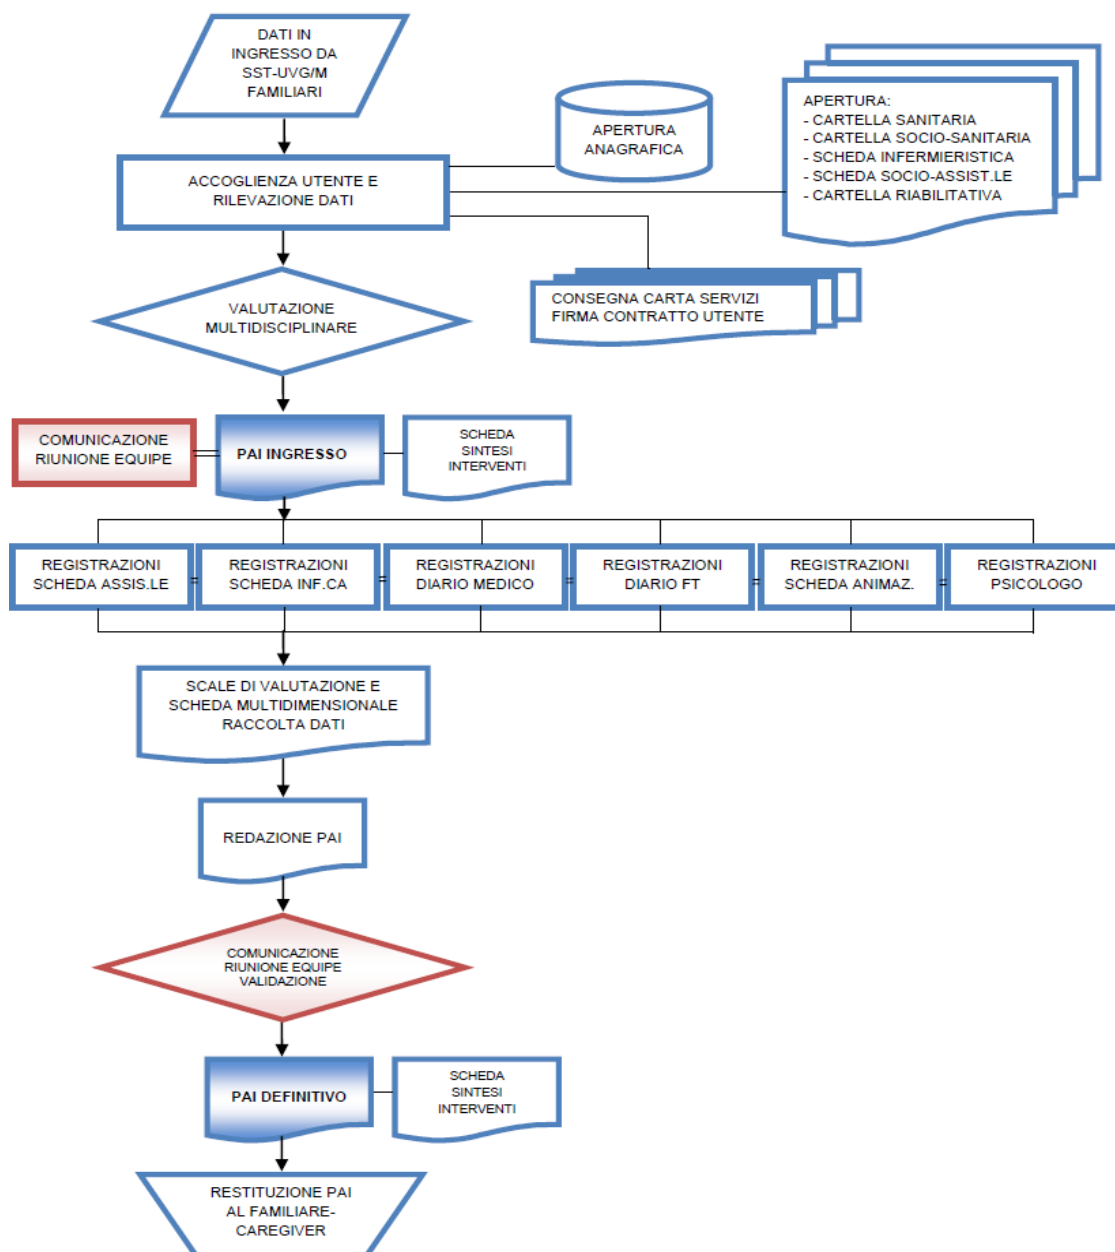 DATI IN
INGRESSO DA
SST-UVG/M
FAMILIARI
APERTURA
ANAGRAFICA
APERTURA:
- CARTELLA SANITARIA
- CARTELLA SOCIO-SANITARIA
- SCHEDA INFERMIERISTICA
- SCHEDA SOCIO-ASSIST.LE
- CARTELLA RIABILITATIVA
ACCOGLIENZA UTENTE E
RILEVAZIONE DATI
CONSEGNA CARTA SERVIZI
FIRMA CONTRATTO UTENTE
VALUTAZIONE
MULTIDISCIPLINARE
COMUNICAZIONE
RIUNIONE EQUIPE
PAI INGRESSO
SCHEDA
SINTESI
INTERVENTI
REGISTRAZIONI
SCHEDA ASSIS.LE
=
REGISTRAZIONI
SCHEDA INF.CA
=
REGISTRAZIONI
DIARIO MEDICO
=
REGISTRAZIONI
DIARIO FT
=
REGISTRAZIONI
SCHEDA ANIMAZ.
=
REGISTRAZIONI
PSICOLOGO
SCALE DI VALUTAZIONE E
SCHEDA MULTIDIMENSIONALE
RACCOLTA DATI
REDAZIONE PAI
COMUNICAZIONE
RIUNIONE EQUIPE
VALIDAZIONE
PAI DEFINITIVO
SCHEDA
SINTESI
INTERVENTI
RESTITUZIONE PAI
AL FAMILIARE-
CAREGIVER